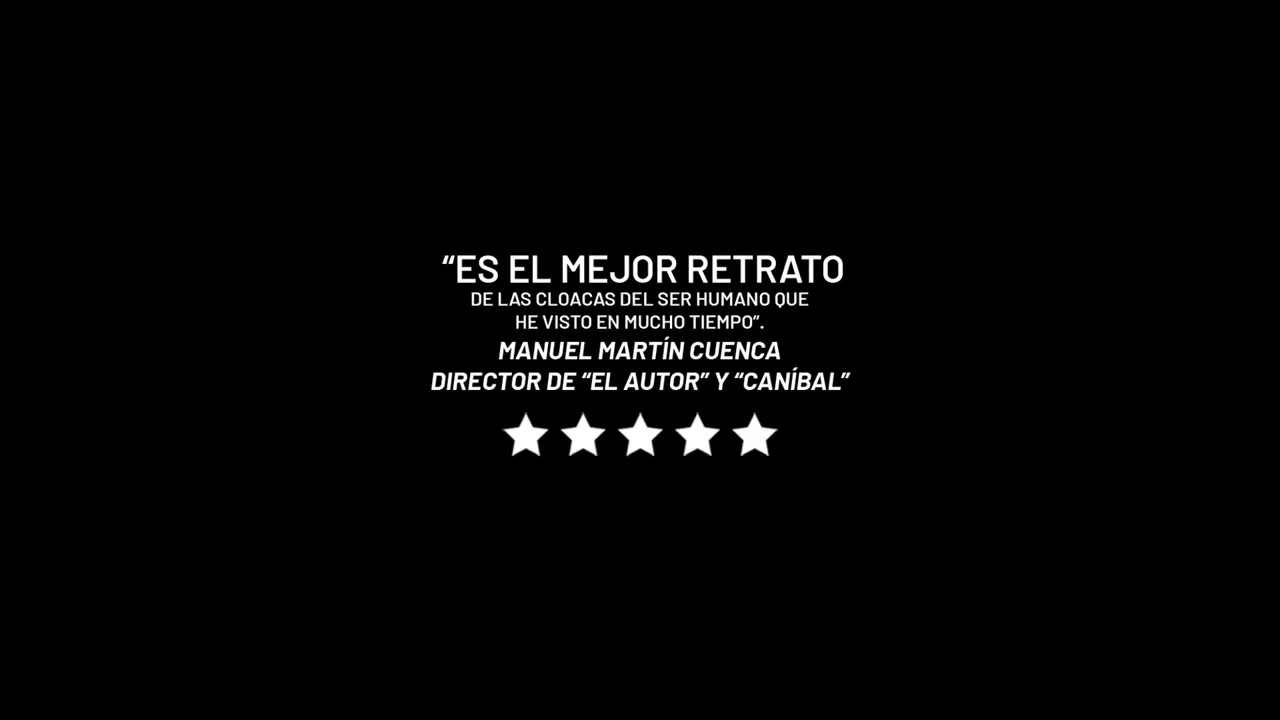 “ES EL MEJOR RETRATO
DE LAS CLOACAS DEL SER HUMANO QUE
HE VISTO EN MUCHO TIEMPO”.
MANUEL MARTÍN CUENCA
DIRECTOR DE “EL AUTOR” Y “CANÍBAL”